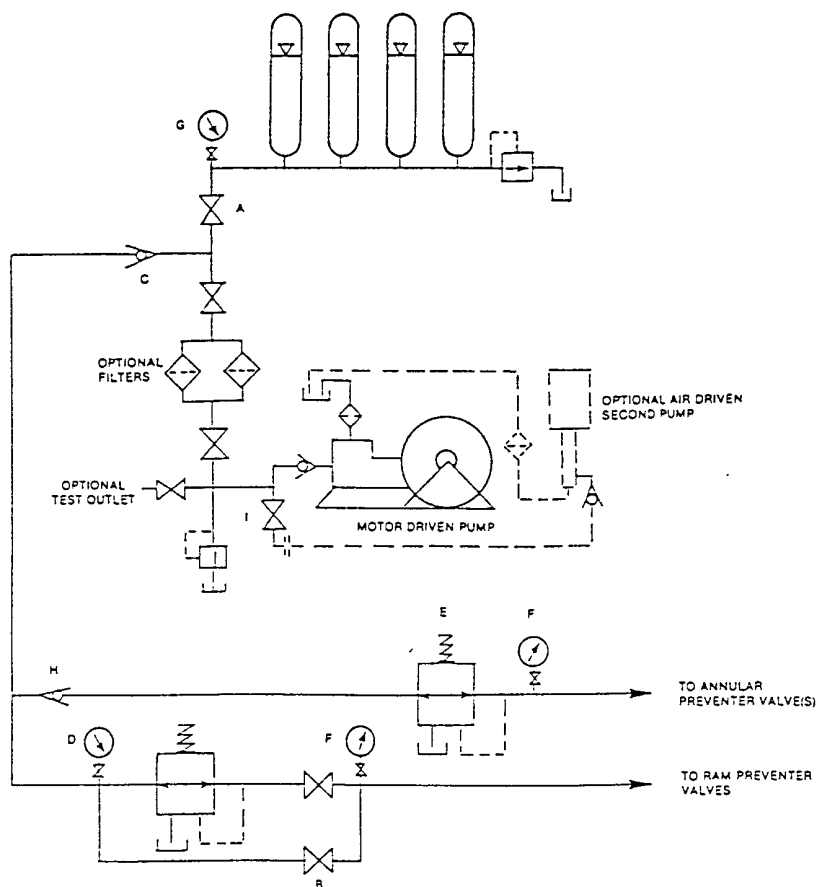 G
A
C
OPTIONAL
FILTERS
OPTIONAL AIR DRIVEN
SECOND PUMP
OPTIONAL
TEST OUTLET
I
MOTOR DRIVEN PUMP
E
F
H
TO ANNULAR
PREVENTER VALVE(S)
D
F
TO RAM PREVENTER
VALVES
B